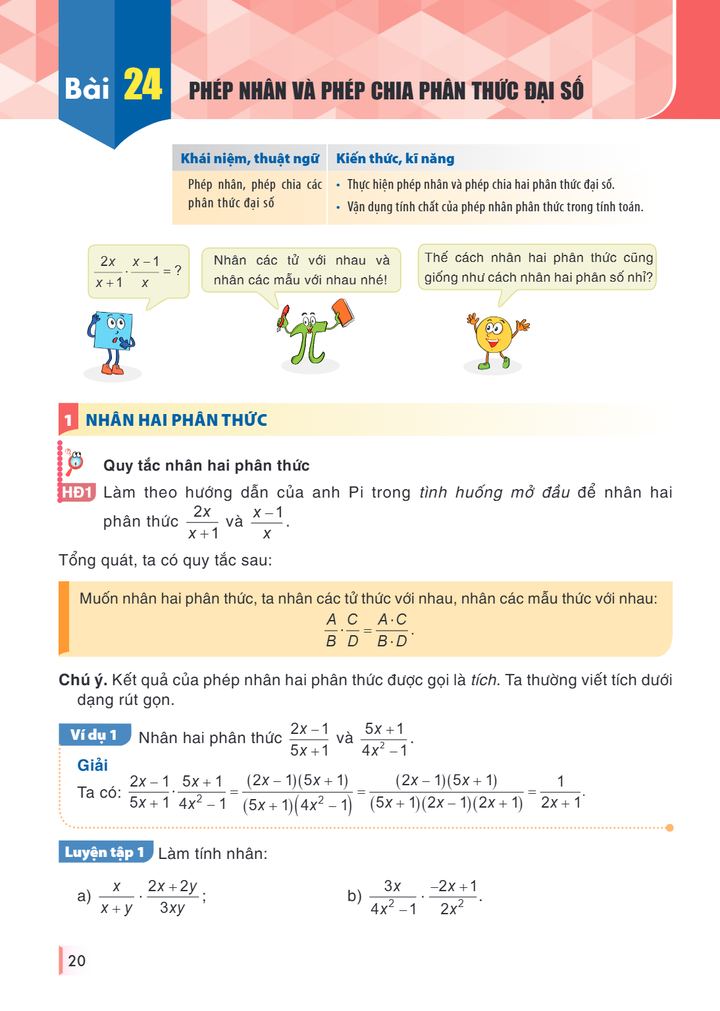 Bài 24 PHÉP NHÂN VÀ PHÉP CHIA PHÂN THỨC ĐẠI SỐ
Khái niệm, thuật ngữ
Phép nhân, phép chia các
phân thức đại số
Kiến thức, kĩ năng
• Thực hiện phép nhân và phép chia hai phân thức đại số.
• Vận dụng tính chất của phép nhân phân thức trong tính toán.
2x/(x + 1) · (x − 1)/x = ?
Nhân các tử với nhau và
nhân các mẫu với nhau nhé!
Thế cách nhân hai phân thức cũng
giống như cách nhân hai phân số nhỉ?
1 NHÂN HAI PHÂN THỨC
Quy tắc nhân hai phân thức
HĐ1 Làm theo hướng dẫn của anh Pi trong tình huống mở đầu để nhân hai
phân thức 2x/(x + 1) và (x − 1)/x.
Tổng quát, ta có quy tắc sau:
Muốn nhân hai phân thức, ta nhân các tử thức với nhau, nhân các mẫu thức với nhau:
A/B · C/D = (A · C)/(B · D).
Chú ý. Kết quả của phép nhân hai phân thức được gọi là tích. Ta thường viết tích dưới
dạng rút gọn.
Ví dụ 1 Nhân hai phân thức (2x − 1)/(5x + 1) và (5x + 1)/(4x² − 1).
Giải
Ta có: (2x − 1)/(5x + 1) · (5x + 1)/(4x² − 1) = (2x − 1)(5x + 1)/((5x + 1)(4x² − 1)) = (2x − 1)(5x + 1)/((5x + 1)(2x − 1)(2x + 1)) = 1/(2x + 1).
Luyện tập 1 Làm tính nhân:
a) x/(x + y) · (2x + 2y)/(3xy);
b) 3x/(4x² − 1) · (−2x + 1)/(2x²).
20